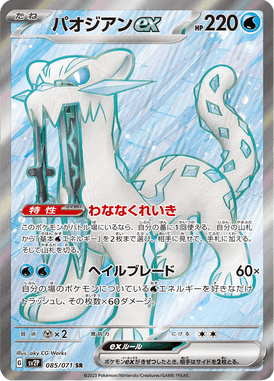 たね
パオジアンex
HP220
特性 わななくれいき
このポケモンがバトル場にいるなら、自分の番に1回使える。自分の山札
から「基本エネルギー」を2枚まで選び、相手に見せて、手札に加える。
そして山札を切る。
ヘイルブレード 60×
自分の場のポケモンについているエネルギーを好きなだけトラッシュ
し、その枚数×60ダメージ。
弱点 ×2 抵抗力 にげる
exルール
ポケモンexがきぜつしたとき、相手はサイドを2枚とる。
Illus. aky CG Works
SV2P 085/071 SR
©2023 Pokémon/Nintendo/Creatures/GAME FREAK.